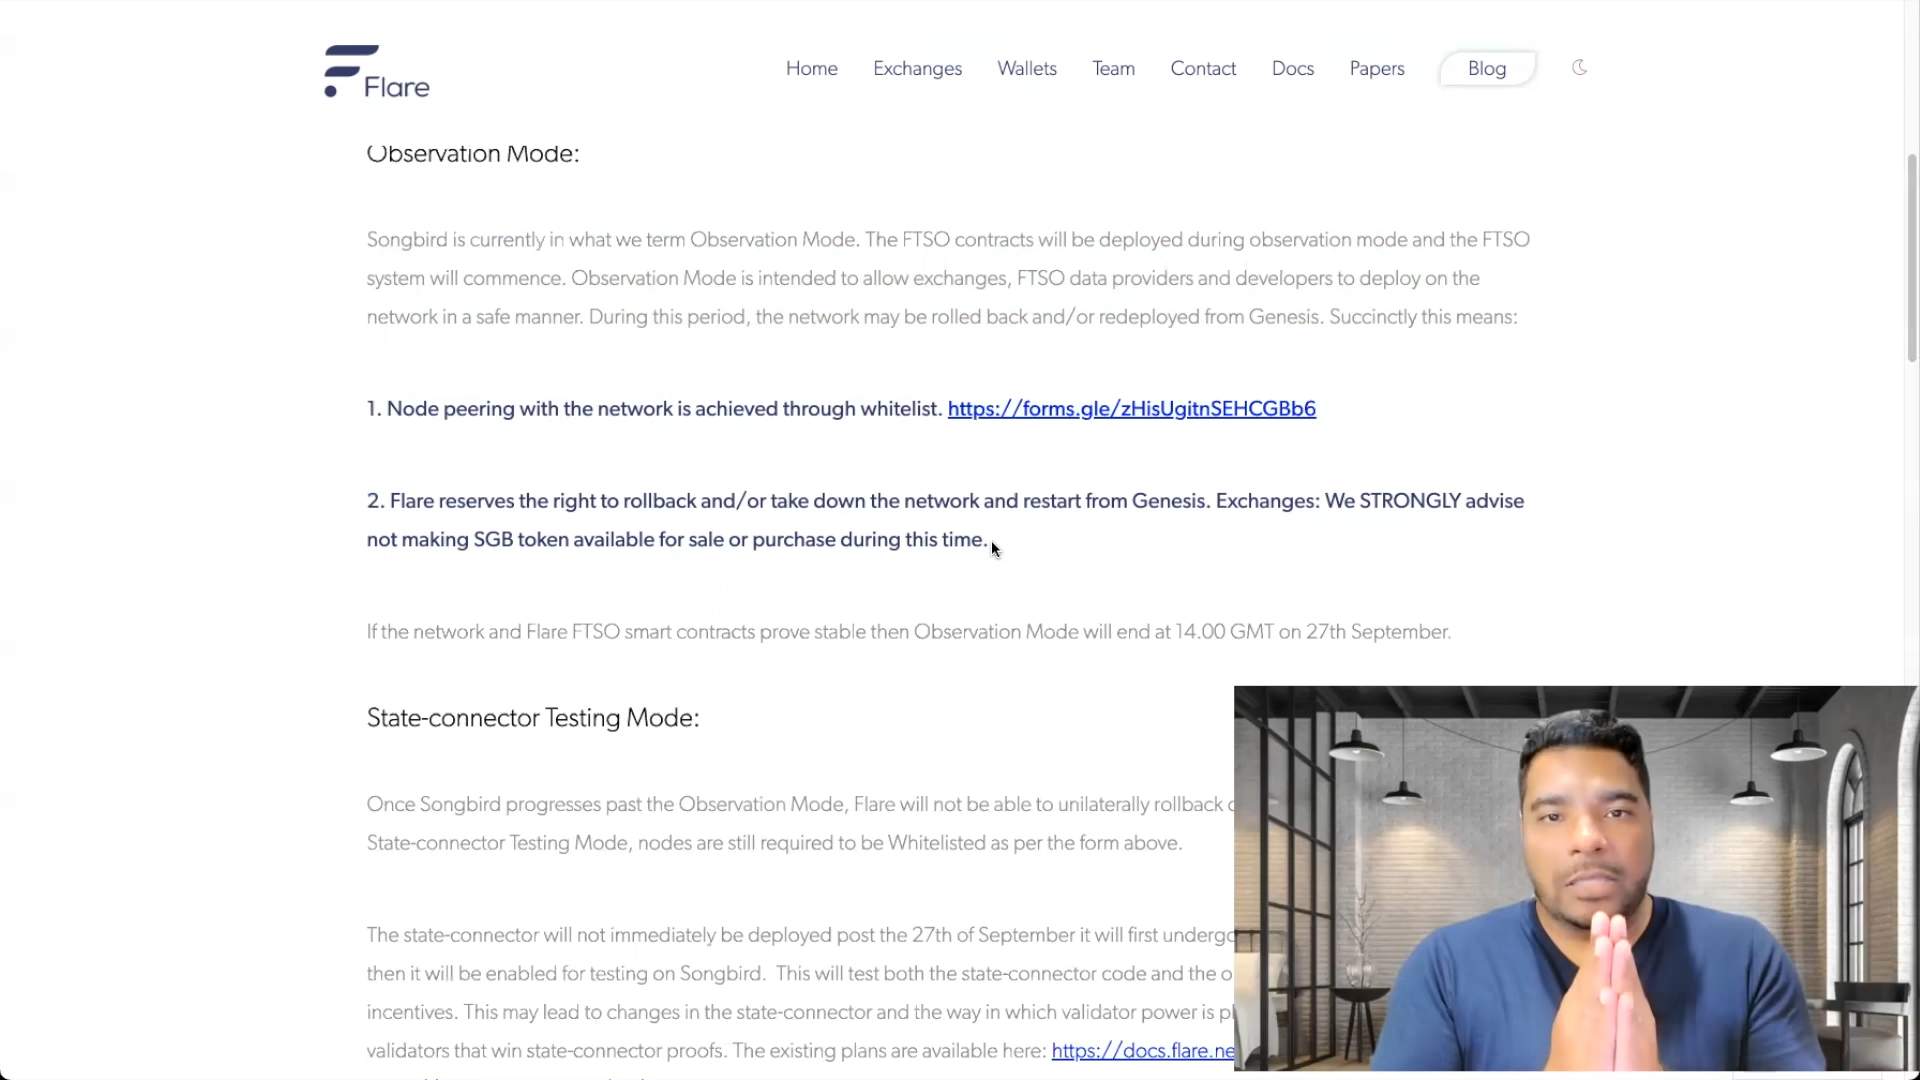 Flare
Home Exchanges Wallets Team Contact Docs Papers Blog
Observation Mode:
Songbird is currently in what we term Observation Mode. The FTSO contracts will be deployed during observation mode and the FTSO
system will commence. Observation Mode is intended to allow exchanges, FTSO data providers and developers to deploy on the
network in a safe manner. During this period, the network may be rolled back and/or redeployed from Genesis. Succinctly this means:
1. Node peering with the network is achieved through whitelist. https://forms.gle/zHisUgitnSEHCGBb6
2. Flare reserves the right to rollback and/or take down the network and restart from Genesis. Exchanges: We STRONGLY advise
not making SGB token available for sale or purchase during this time.
If the network and Flare FTSO smart contracts prove stable then Observation Mode will end at 14.00 GMT on 27th September.
State-connector Testing Mode:
Once Songbird progresses past the Observation Mode, Flare will not be able to unilaterally rollback
State-connector Testing Mode, nodes are still required to be Whitelisted as per the form above.
The state-connector will not immediately be deployed post the 27th of September it will first
then it will be enabled for testing on Songbird. This will test both the state-connector code and the
incentives. This may lead to changes in the state-connector and the way in which validator power is
validators that win state-connector proofs. The existing plans are available here: https://docs.flare.ne